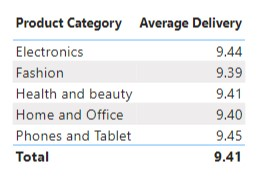 Product Category Average Delivery
Electronics 9.44
Fashion 9.39
Health and beauty 9.41
Home and Office 9.40
Phones and Tablet 9.45
Total 9.41